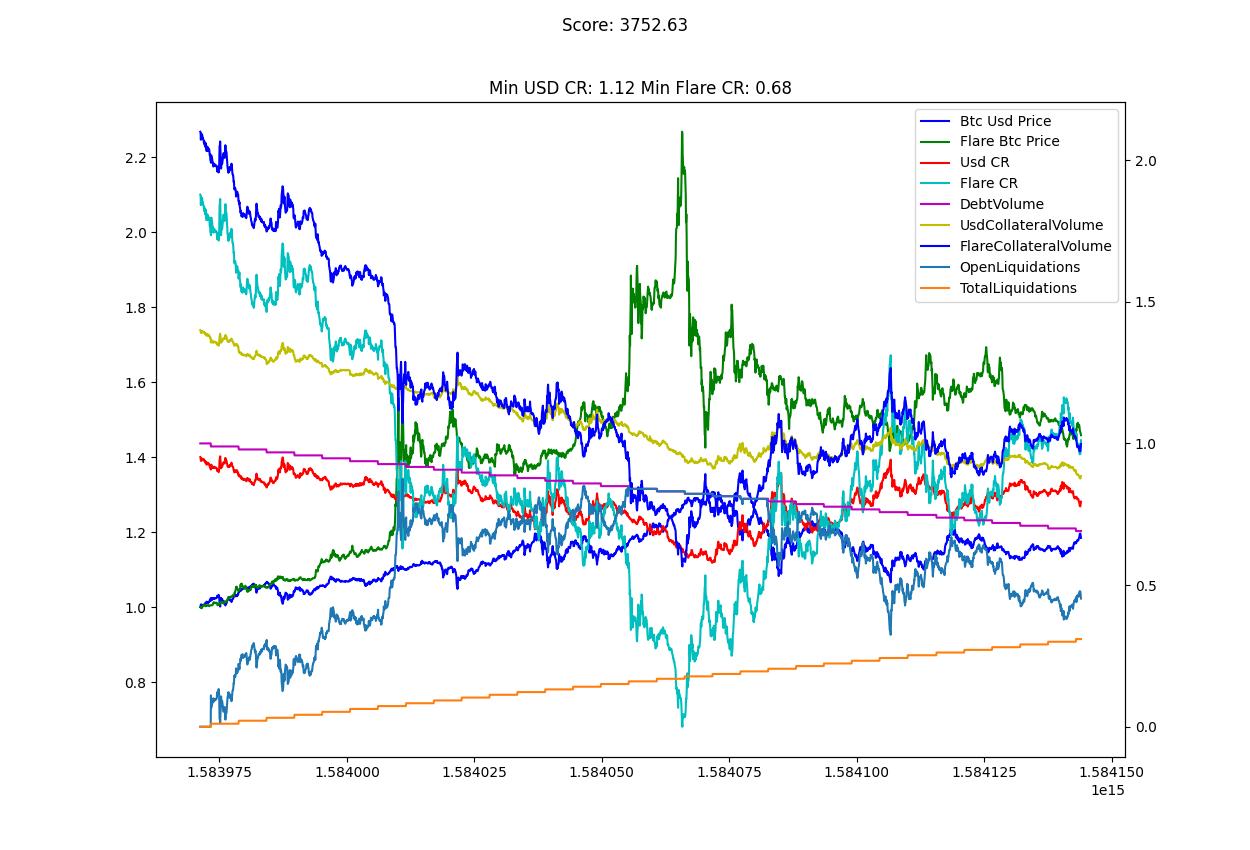 Score: 3752.63
Min USD CR: 1.12 Min Flare CR: 0.68
Btc Usd Price
Flare Btc Price
Usd CR
Flare CR
DebtVolume
UsdCollateralVolume
FlareCollateralVolume
OpenLiquidations
TotalLiquidations
2.2
2.0
1.8
1.6
1.4
1.2
1.0
0.8
2.0
1.5
1.0
0.5
0.0
1.583975
1.584000
1.584025
1.584050
1.584075
1.584100
1.584125
1.584150
1e15